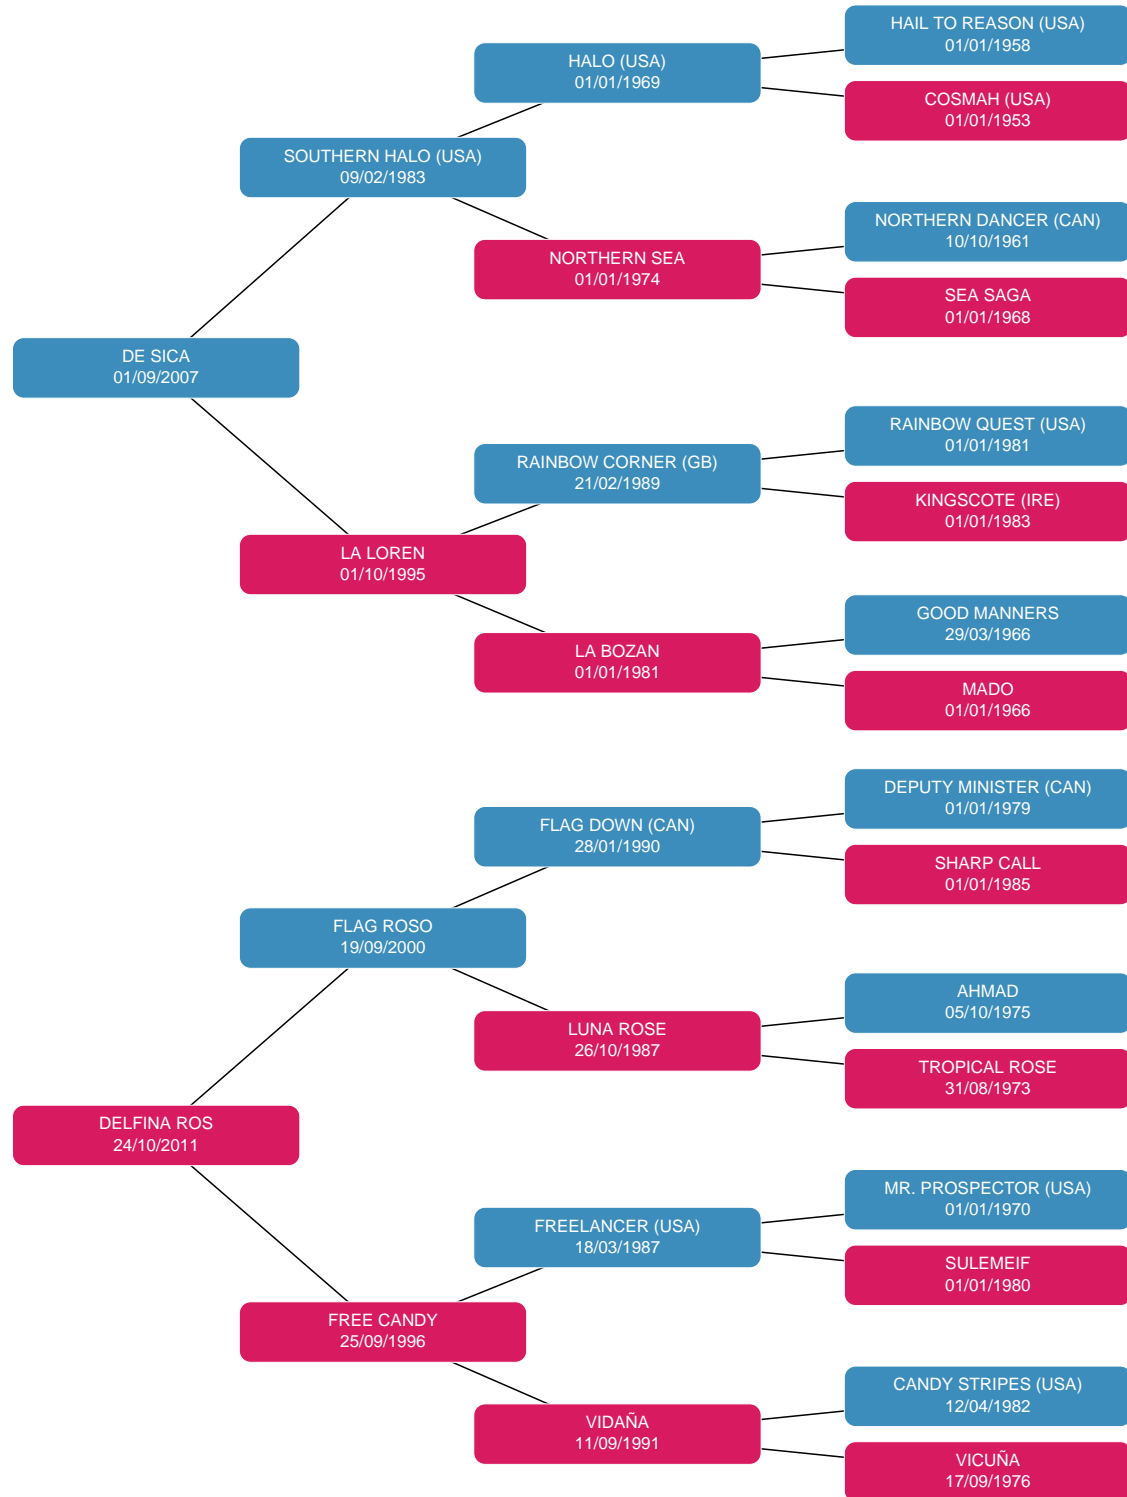 HAIL TO REASON (USA)
01/01/1958
HALO (USA)
01/01/1969
COSMAH (USA)
01/01/1953
SOUTHERN HALO (USA)
09/02/1983
NORTHERN DANCER (CAN)
10/10/1961
NORTHERN SEA
01/01/1974
SEA SAGA
01/01/1968
DE SICA
01/09/2007
RAINBOW QUEST (USA)
01/01/1981
RAINBOW CORNER (GB)
21/02/1989
KINGSCOTE (IRE)
01/01/1983
LA LOREN
01/10/1995
GOOD MANNERS
29/03/1966
LA BOZAN
01/01/1981
MADO
01/01/1966
DEPUTY MINISTER (CAN)
01/01/1979
FLAG DOWN (CAN)
28/01/1990
SHARP CALL
01/01/1985
FLAG ROSO
19/09/2000
AHMAD
05/10/1975
LUNA ROSE
26/10/1987
TROPICAL ROSE
31/08/1973
DELFINA ROS
24/10/2011
MR. PROSPECTOR (USA)
01/01/1970
FREELANCER (USA)
18/03/1987
SULEMEIF
01/01/1980
FREE CANDY
25/09/1996
CANDY STRIPES (USA)
12/04/1982
VIDAÑA
11/09/1991
VICUÑA
17/09/1976